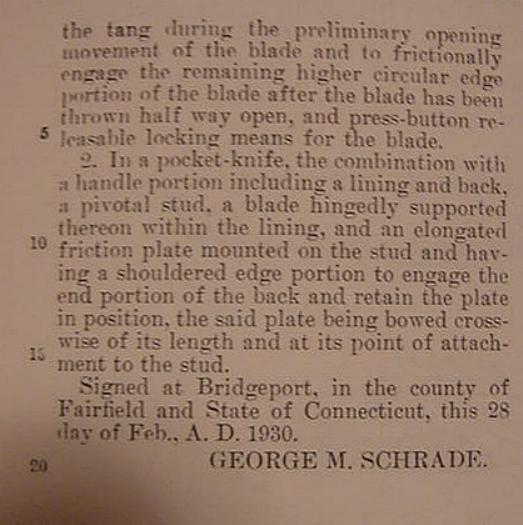 the tang during the preliminary opening
movement of the blade and to frictionally
engage the remaining higher circular edge
portion of the blade after the blade has been
thrown half way open, and press-button re-
5 leasable locking means for the blade.
2. In a pocket-knife, the combination with
a handle portion including a lining and back,
a pivotal stud, a blade hingedly supported
thereon within the lining, and an elongated
10 friction plate mounted on the stud and hav-
ing a shouldered edge portion to engage the
end portion of the back and retain the plate
in position, the said plate being bowed cross-
wise of its length and at its point of attach-
15 ment to the stud.
Signed at Bridgeport, in the county of
Fairfield and State of Connecticut, this 28
day of Feb., A. D. 1930.
20 GEORGE M. SCHRADE.